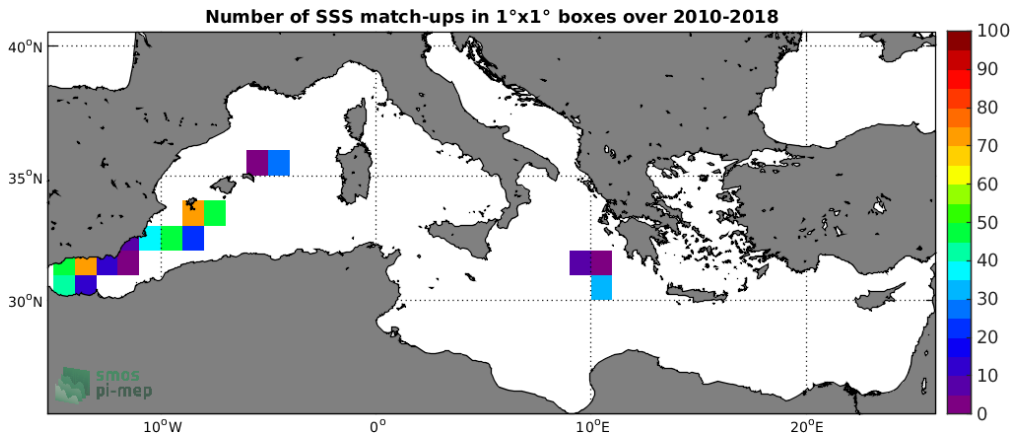 Number of SSS match-ups in 1°x1° boxes over 2010-2018
40°N
35°N
30°N
10°W
0°
10°E
20°E
100
90
80
70
60
50
40
30
20
10
0
smos
pi-mep